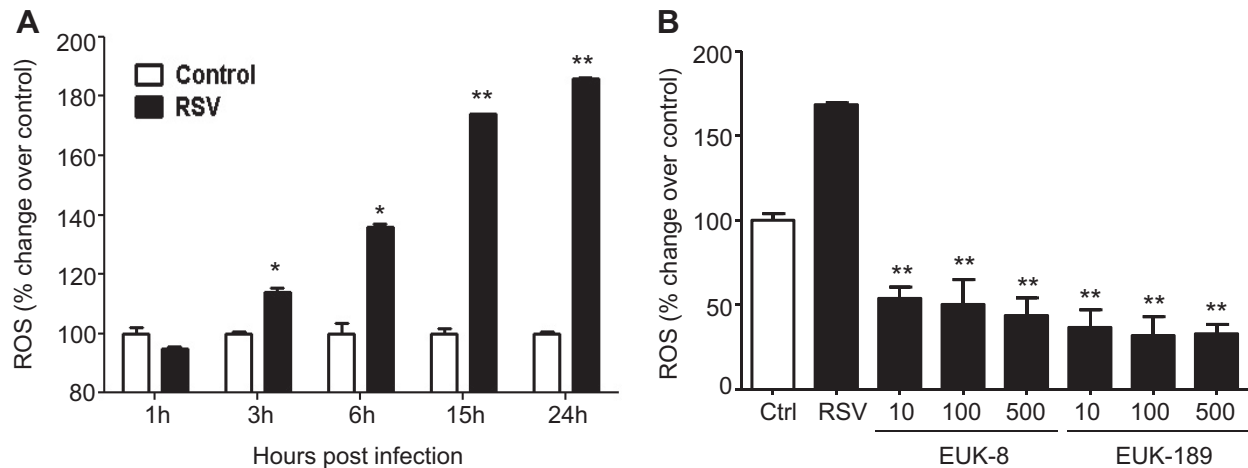 A
ROS (% change over control)
200
180
160
140
120
100
80
Control
RSV
*
*
**
**
1h 3h 6h 15h 24h
Hours post infection
B
ROS (% change over control)
200
150
100
50
0
** ** ** ** ** **
Ctrl RSV 10 100 500 10 100 500
EUK-8 EUK-189